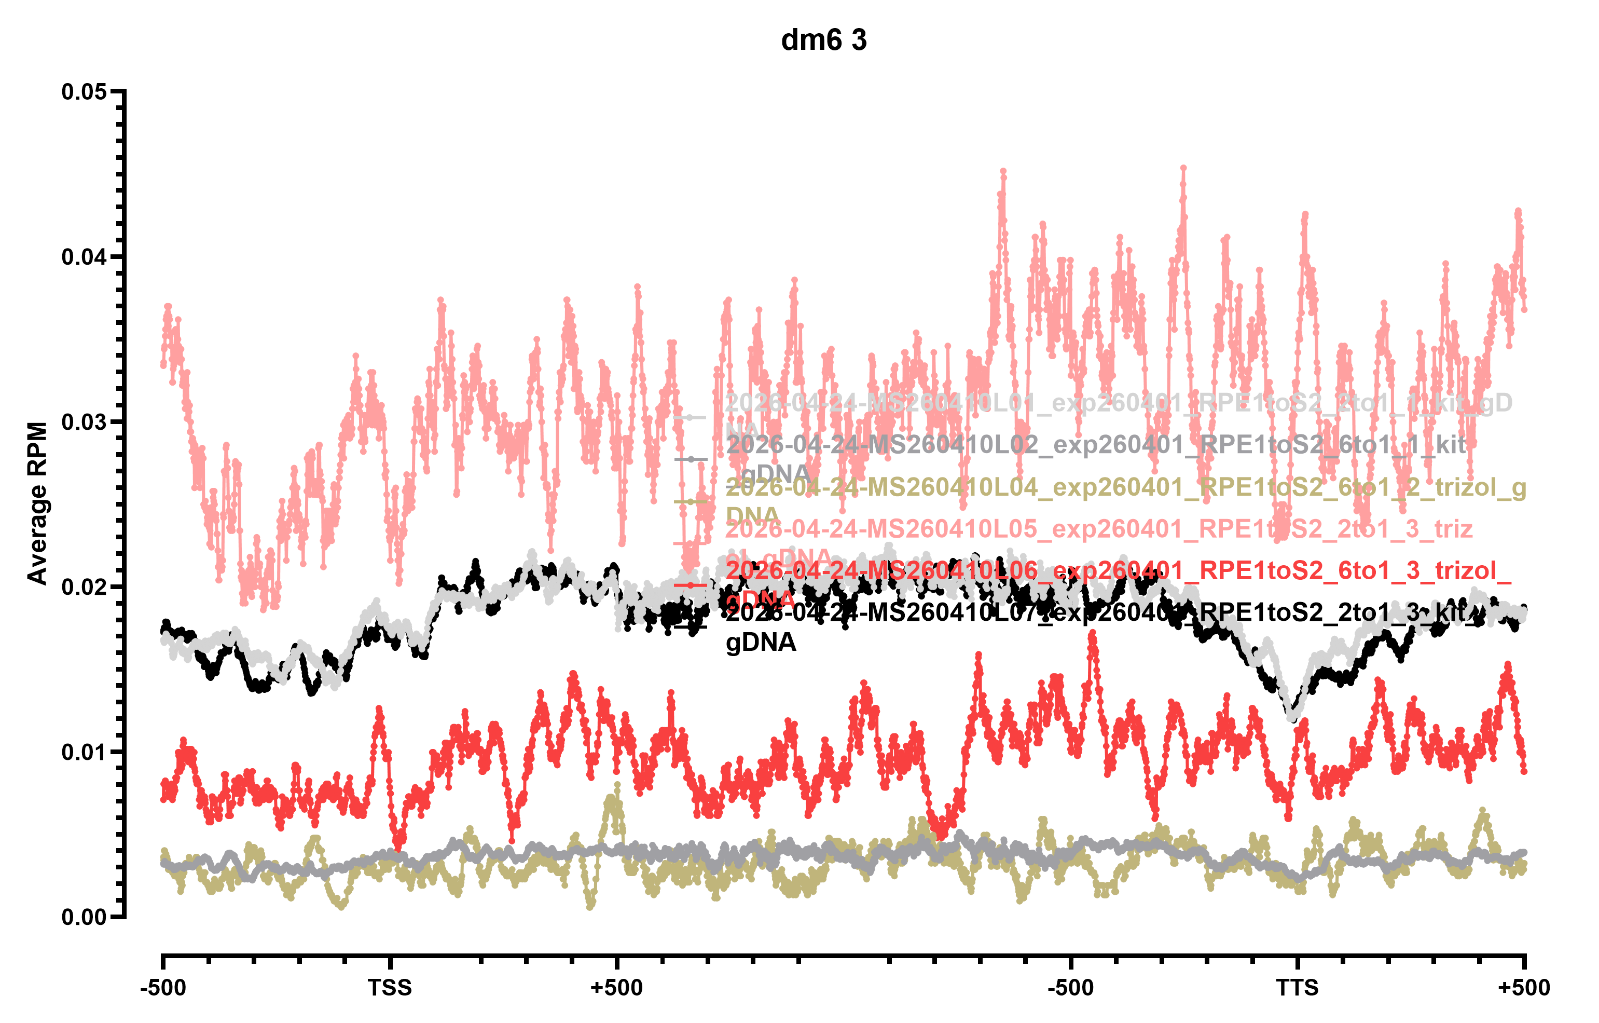 dm6 3
0.05
0.04
0.03
0.02
0.01
0.00
Average RPM
2026-04-24-MS260410L01_exp260401_RPE1toS2_2to1_1_kit_gD
NA
2026-04-24-MS260410L02_exp260401_RPE1toS2_6to1_1_kit
_gDNA
2026-04-24-MS260410L04_exp260401_RPE1toS2_6to1_2_trizol_g
DNA
2026-04-24-MS260410L05_exp260401_RPE1toS2_2to1_3_triz
ol_gDNA
2026-04-24-MS260410L06_exp260401_RPE1toS2_6to1_3_trizol_
gDNA
2026-04-24-MS260410L07_exp260401_RPE1toS2_2to1_3_kit_
gDNA
-500 TSS +500 -500 TTS +500